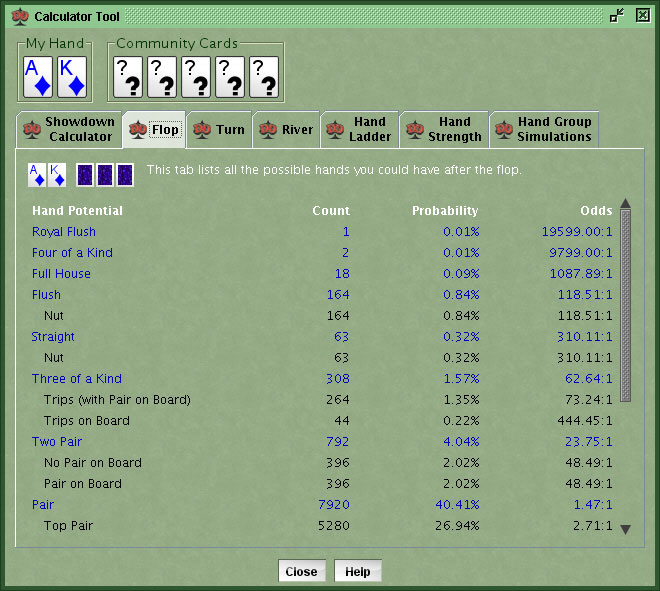 Calculator Tool
My Hand Community Cards
A K ? ? ? ? ? ? ? ? ? ?
Showdown Calculator Flop Turn River Hand Ladder Hand Strength Hand Group Simulations
A K This tab lists all the possible hands you could have after the flop.
Hand Potential Count Probability Odds
Royal Flush 1 0.01% 19599.00:1
Four of a Kind 2 0.01% 9799.00:1
Full House 18 0.09% 1087.89:1
Flush 164 0.84% 118.51:1
Nut 164 0.84% 118.51:1
Straight 63 0.32% 310.11:1
Nut 63 0.32% 310.11:1
Three of a Kind 308 1.57% 62.64:1
Trips (with Pair on Board) 264 1.35% 73.24:1
Trips on Board 44 0.22% 444.45:1
Two Pair 792 4.04% 23.75:1
No Pair on Board 396 2.02% 48.49:1
Pair on Board 396 2.02% 48.49:1
Pair 7920 40.41% 1.47:1
Top Pair 5280 26.94% 2.71:1
Close Help